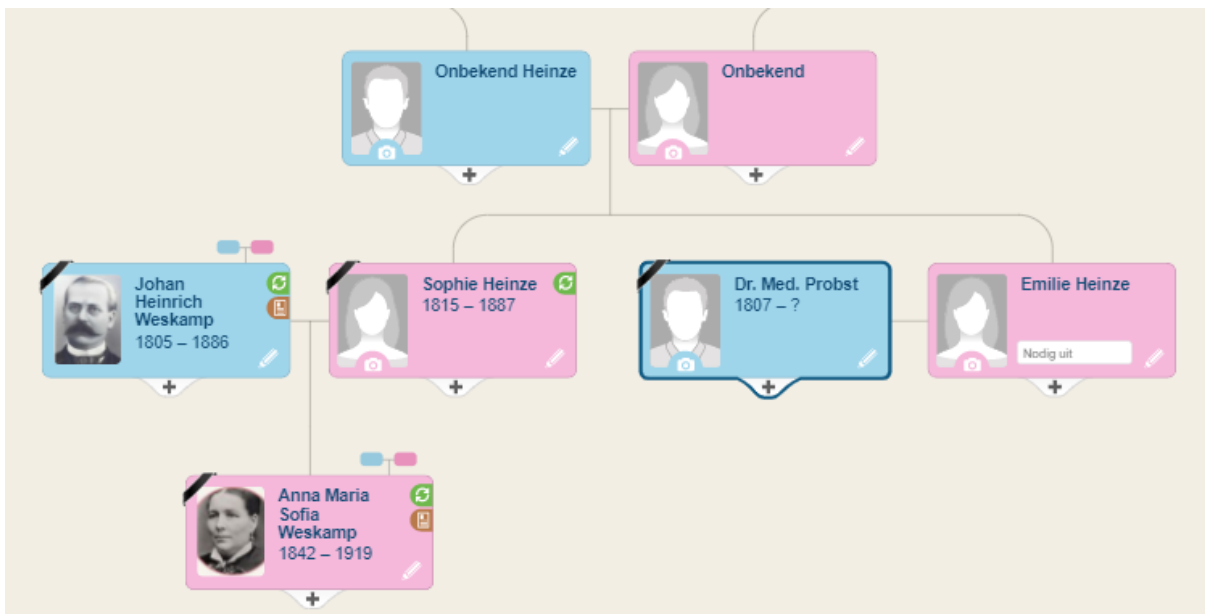 Onbekend Heinze
Onbekend
Johan
Heinrich
Weskamp
1805 – 1886
Sophie Heinze
1815 – 1887
Dr. Med. Probst
1807 – ?
Emilie Heinze
Nodig uit
Anna Maria
Sofia
Weskamp
1842 – 1919